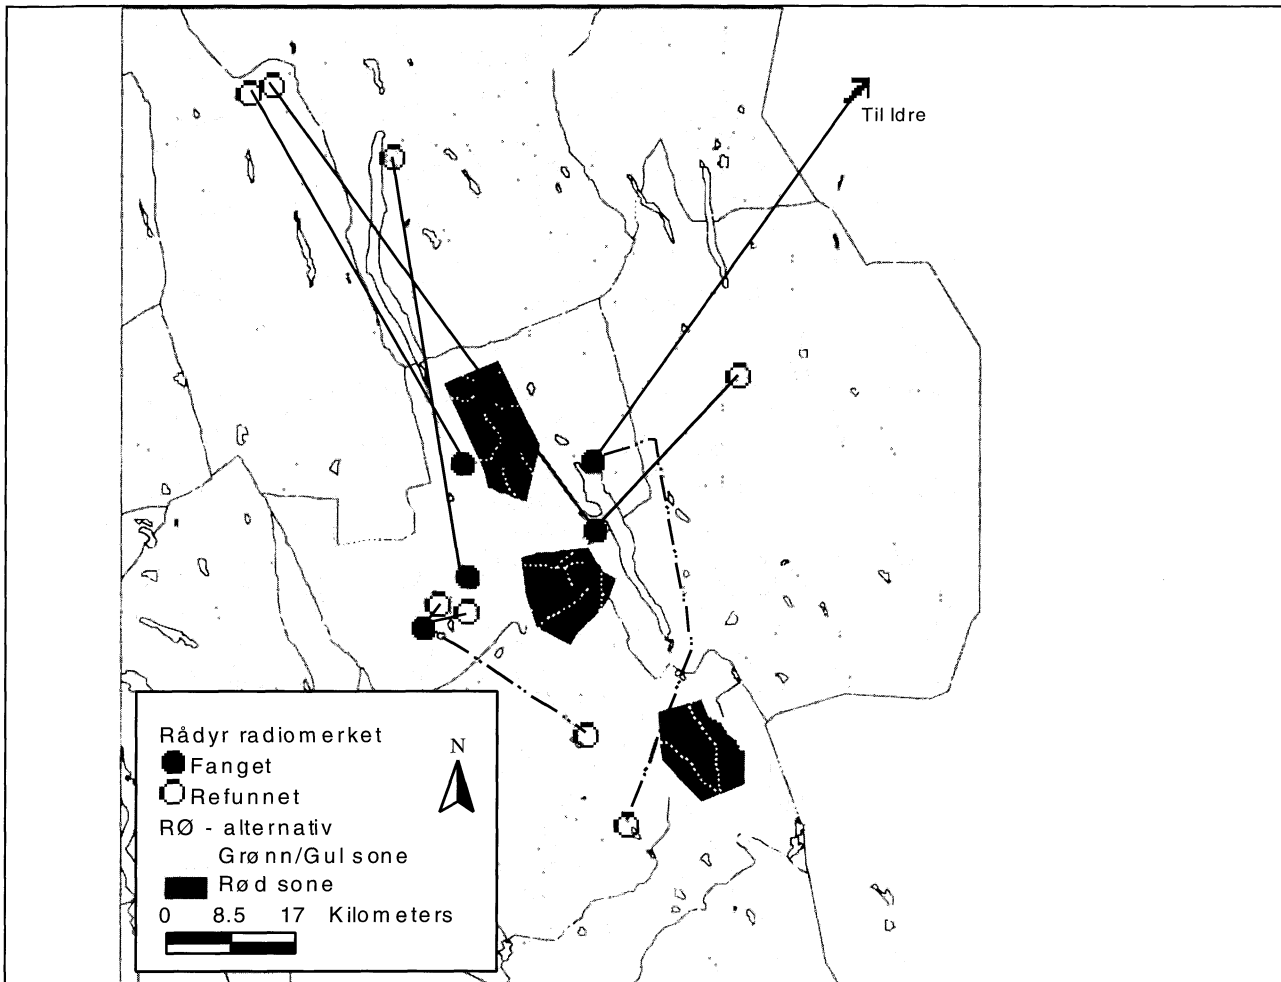 Til Idre
Rådyr radiomerket
N
Fanget
Refunnet
RØ - alternativ
Grønn/Gul sone
Rød sone
0 8.5 17 Kilometers